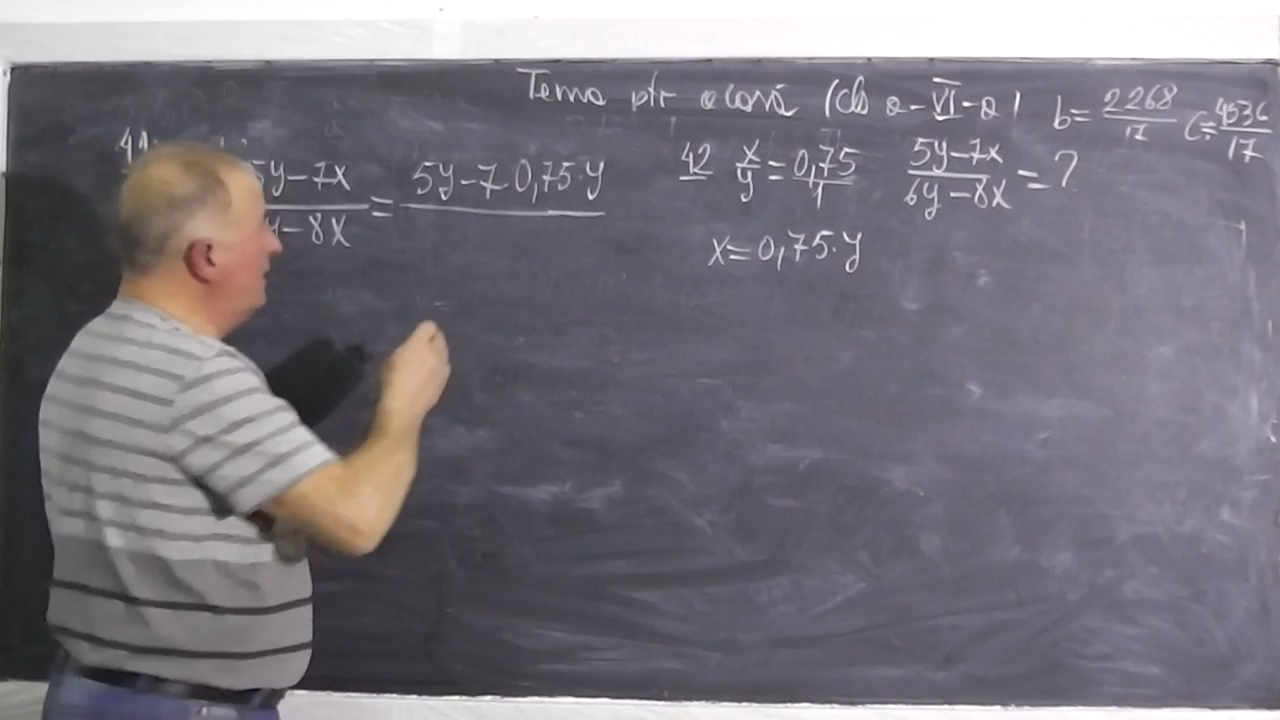 Tema ptr acasă (cls a-VI-a)
b = 2268/17
c = 4536/17
5y-7x / -8x = 5y-7·0,75·y
42 x/y = 0,75/1 5y-7x / 6y-8x = ?
x = 0,75·y